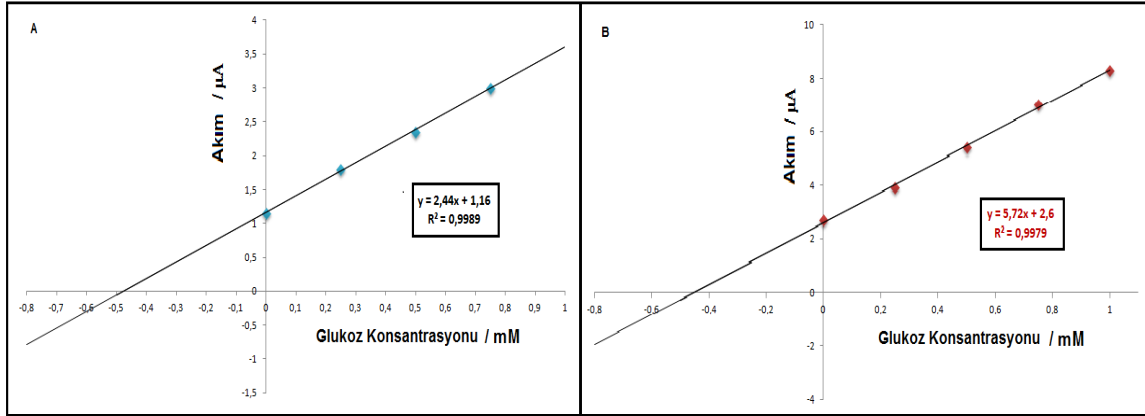 A
Akım / µA
4
3,5
3
2,5
2
1,5
1
0,5
0
-0,5
-1
-1,5
-0,8 -0,7 -0,6 -0,5 -0,4 -0,3 -0,2 -0,1 0 0,1 0,2 0,3 0,4 0,5 0,6 0,7 0,8 0,9 1
y = 2,44x + 1,16
R² = 0,9989
Glukoz Konsantrasyonu / mM
B
Akım / µA
10
8
6
4
2
0
-2
-4
-0,8 -0,6 -0,4 -0,2 0 0,2 0,4 0,6 0,8 1
y = 5,72x + 2,6
R² = 0,9979
Glukoz Konsantrasyonu / mM